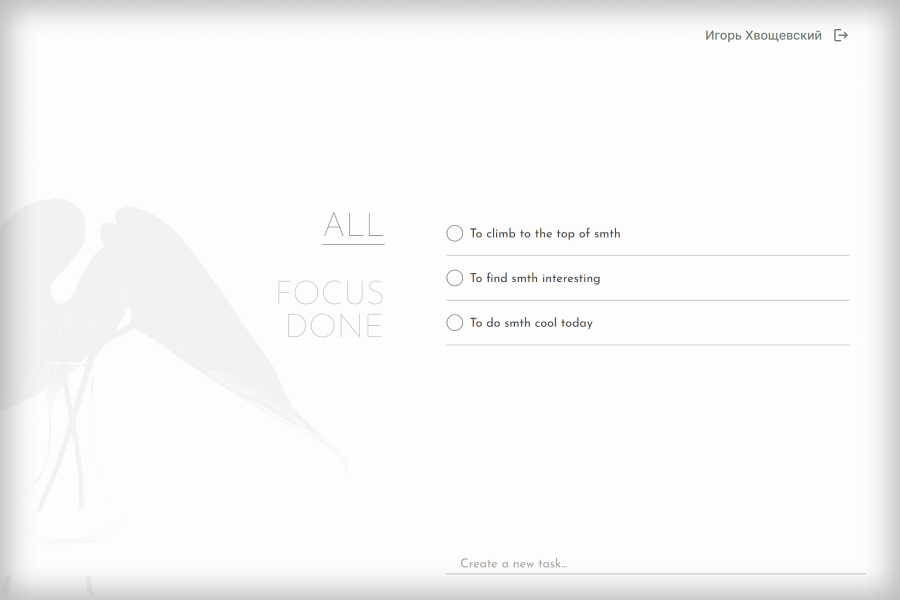 Игорь Хвощевский
ALL
FOCUS
DONE
To climb to the top of smth
To find smth interesting
To do smth cool today
Create a new task...